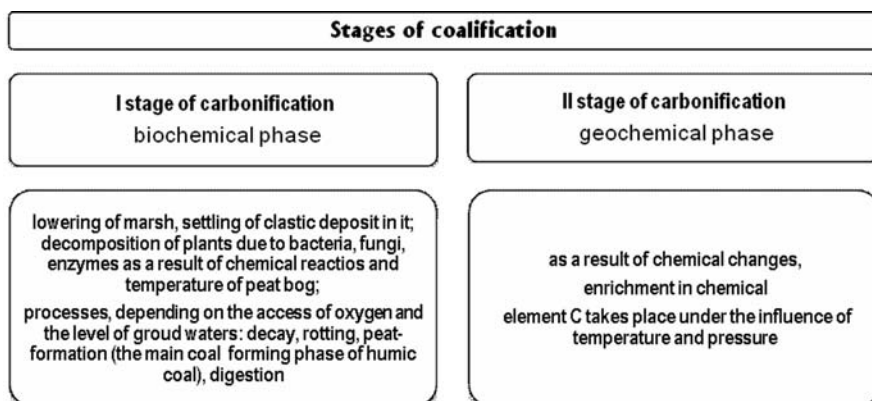 Stages of coalification
I stage of carbonification
biochemical phase
II stage of carbonification
geochemical phase
lowering of marsh, settling of clastic deposit in it;
decomposition of plants due to bacteria, fungi,
enzymes as a result of chemical reactios and
temperature of peat bog;
processes, depending on the access of oxygen and
the level of groud waters: decay, rotting, peat-
formation (the main coal forming phase of humic
coal), digestion
as a result of chemical changes,
enrichment in chemical
element C takes place under the influence of
temperature and pressure